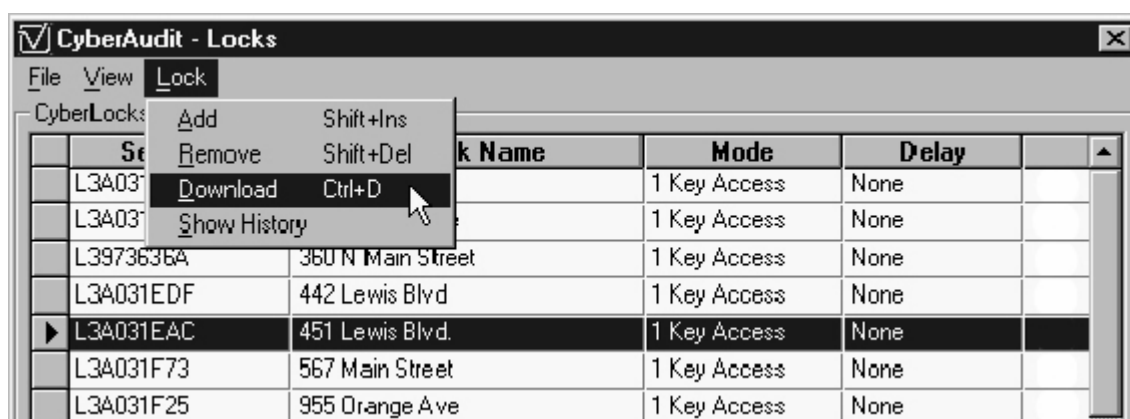 CyberAudit - Locks
File View Lock
CyberLocks
Add Shift+Ins
Remove Shift+Del
Download Ctrl+D
Show History
Name Mode Delay
1 Key Access None
1 Key Access None
L3973636A 360 N Main Street 1 Key Access None
L3A031EDF 442 Lewis Blvd 1 Key Access None
L3A031EAC 451 Lewis Blvd. 1 Key Access None
L3A031F73 567 Main Street 1 Key Access None
L3A031F25 955 Orange Ave 1 Key Access None